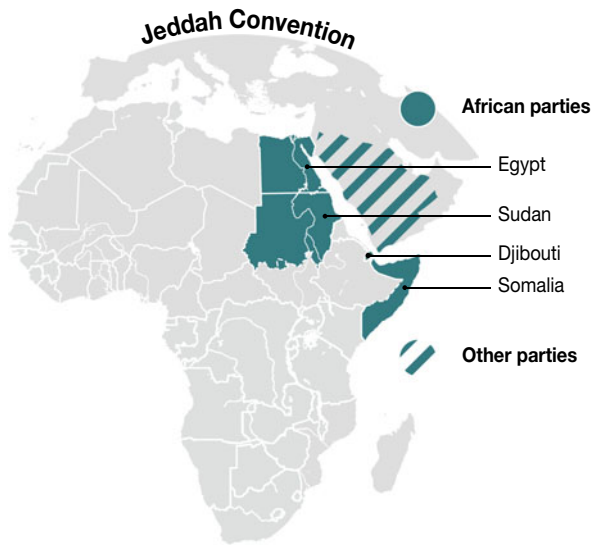 Jeddah Convention
African parties
Egypt
Sudan
Djibouti
Somalia
Other parties